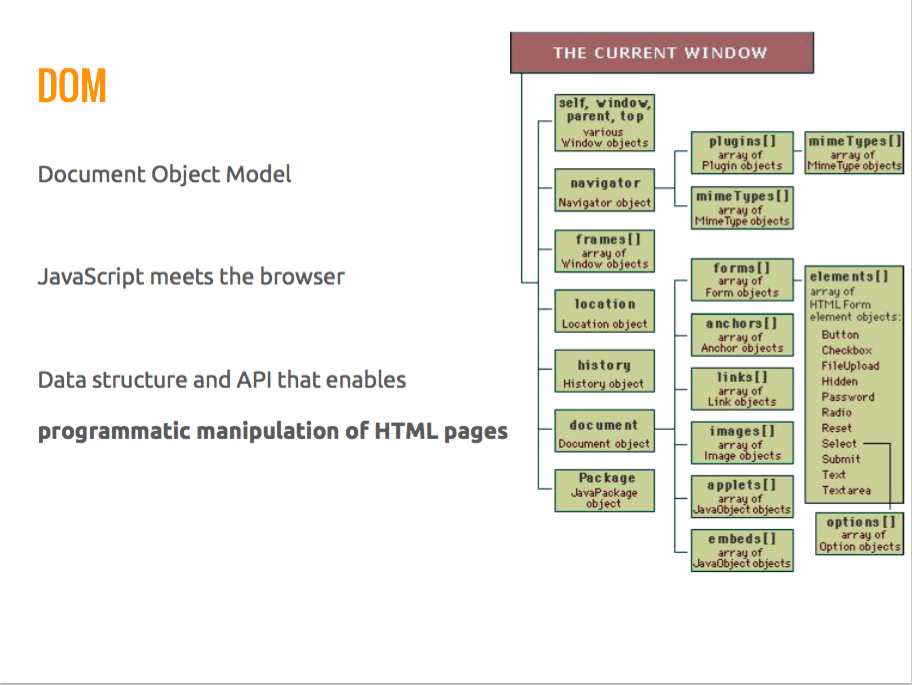 DOM
Document Object Model
JavaScript meets the browser
Data structure and API that enables
programmatic manipulation of HTML pages
THE CURRENT WINDOW
self, window,
parent, top
various
Window objects
navigator
Navigator object
plugins[]
array of
Plugin objects
mimeTypes[]
array of
MimeType objects
mimeTypes[]
array of
MimeType objects
frames[]
array of
Window objects
location
Location object
history
History object
document
Document object
Package
JavaPackage
object
forms[]
array of
Form objects
anchors[]
array of
Anchor objects
links[]
array of
Link objects
images[]
array of
Image objects
applets[]
array of
JavaObject objects
embeds[]
array of
JavaObject objects
elements[]
array of
HTML Form
element objects:
Button
Checkbox
FileUpload
Hidden
Password
Radio
Reset
Select
Submit
Text
Textarea
options[]
array of
Option objects